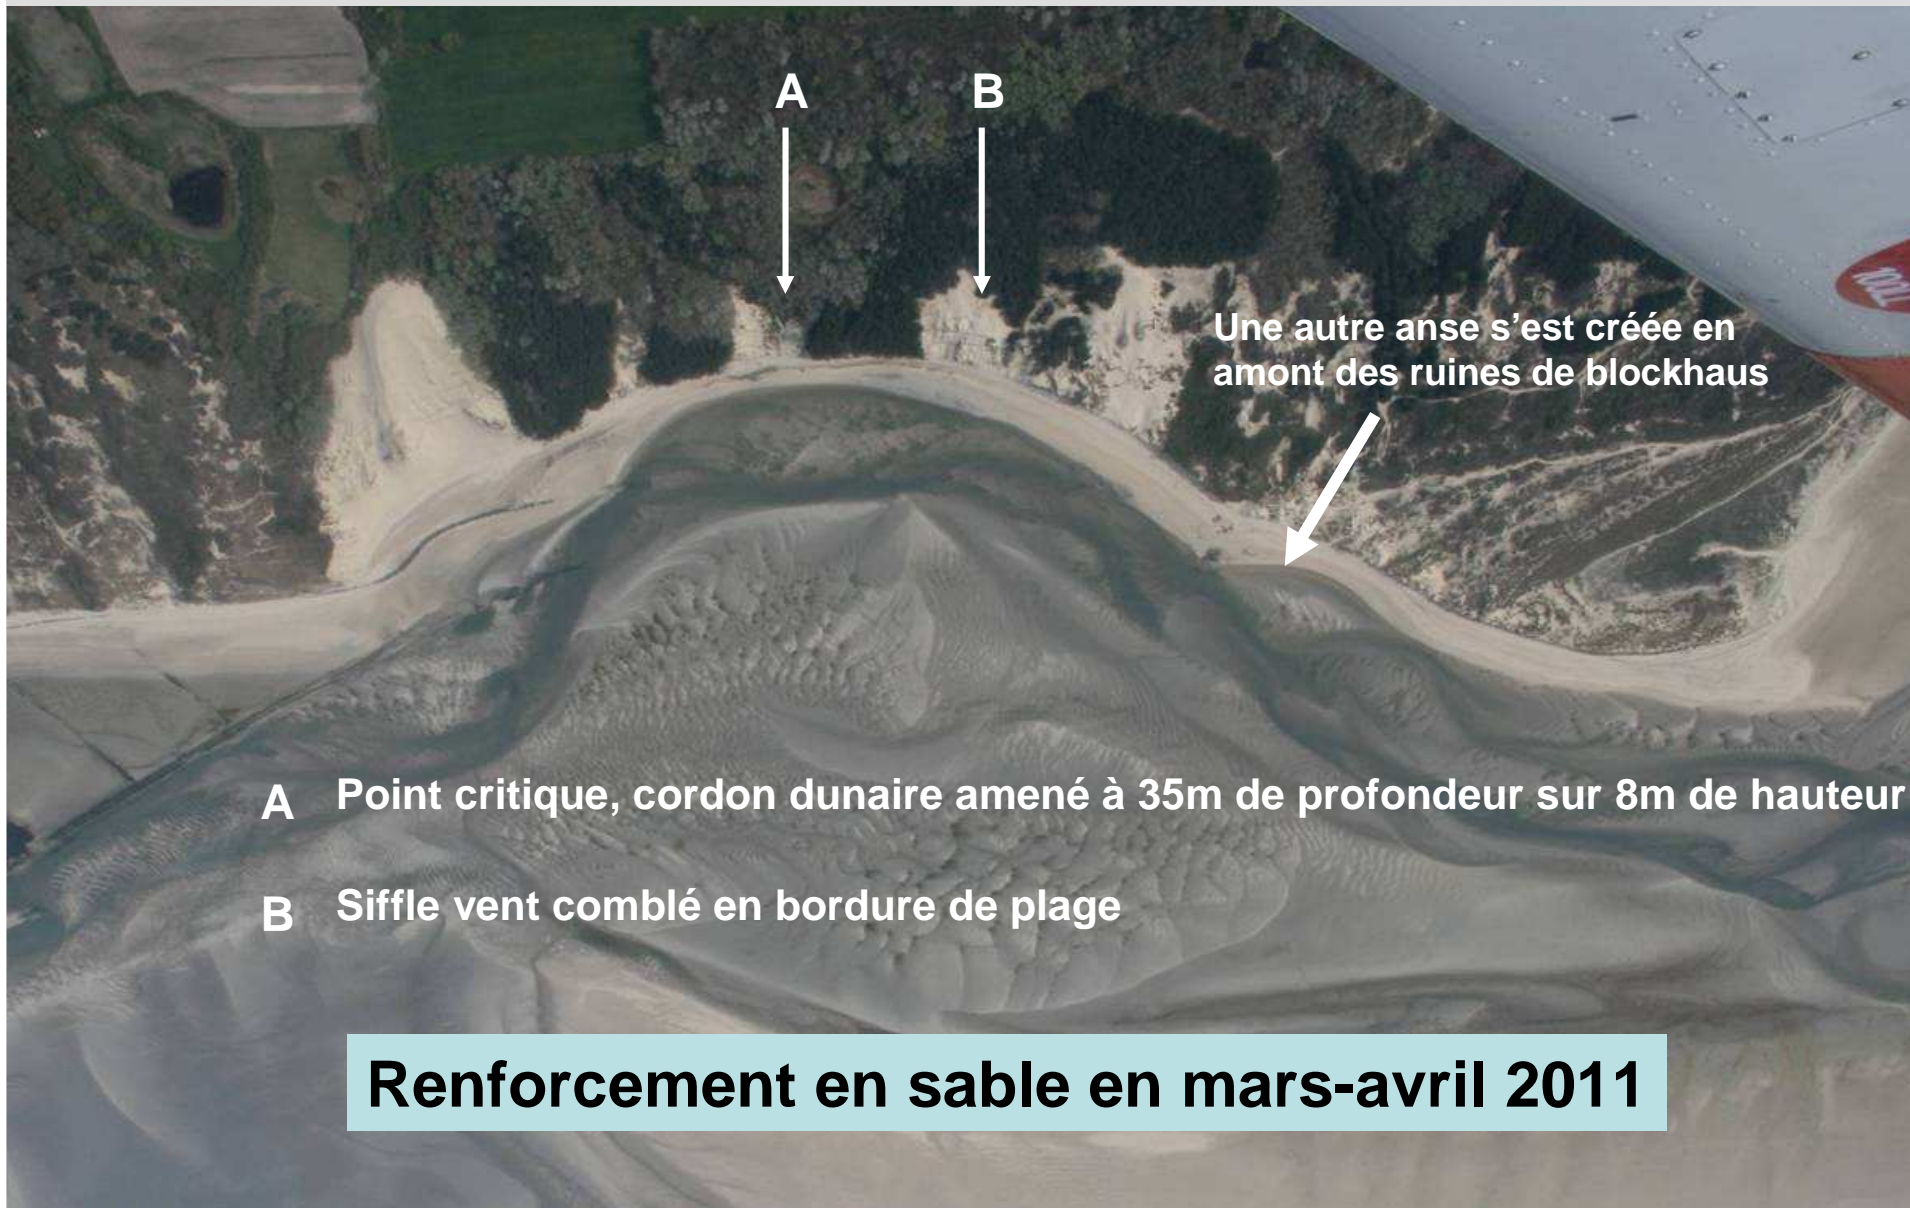 A
B
Une autre anse s’est créée en
amont des ruines de blockhaus
A Point critique, cordon dunaire amené à 35m de profondeur sur 8m de hauteur
B Siffle vent comblé en bordure de plage
Renforcement en sable en mars-avril 2011